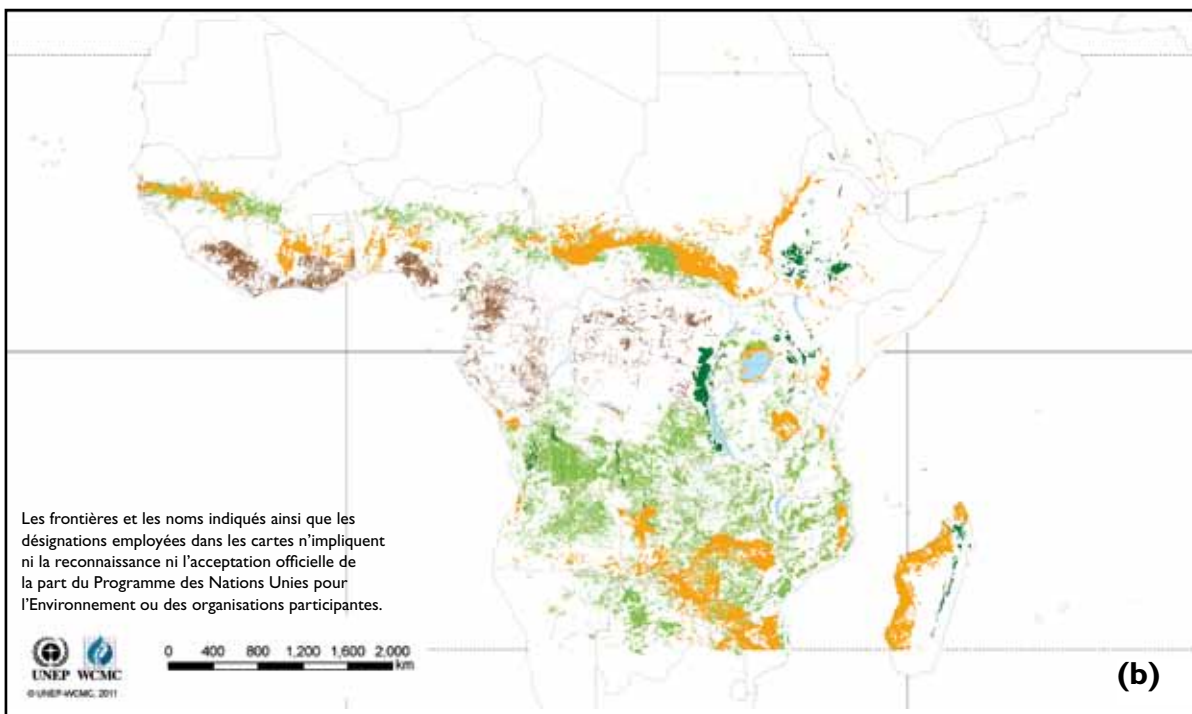 Les frontières et les noms indiqués ainsi que les
désignations employées dans les cartes n'impliquent
ni la reconnaissance ni l'acceptation officielle de
la part du Programme des Nations Unies pour
l'Environnement ou des organisations participantes.
UNEP WCMC
© UNEP-WCMC, 2011
0 400 800 1,200 1,600 2,000
km
(b)